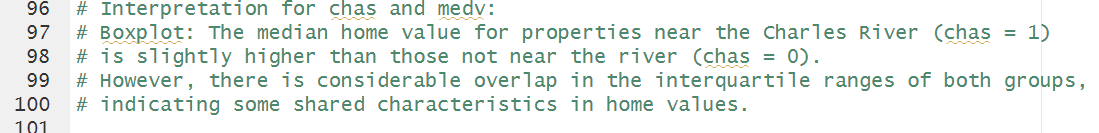 96 # Interpretation for chas and medv:
97 # Boxplot: The median home value for properties near the Charles River (chas = 1)
98 # is slightly higher than those not near the river (chas = 0).
99 # However, there is considerable overlap in the interquartile ranges of both groups,
100 # indicating some shared characteristics in home values.
101